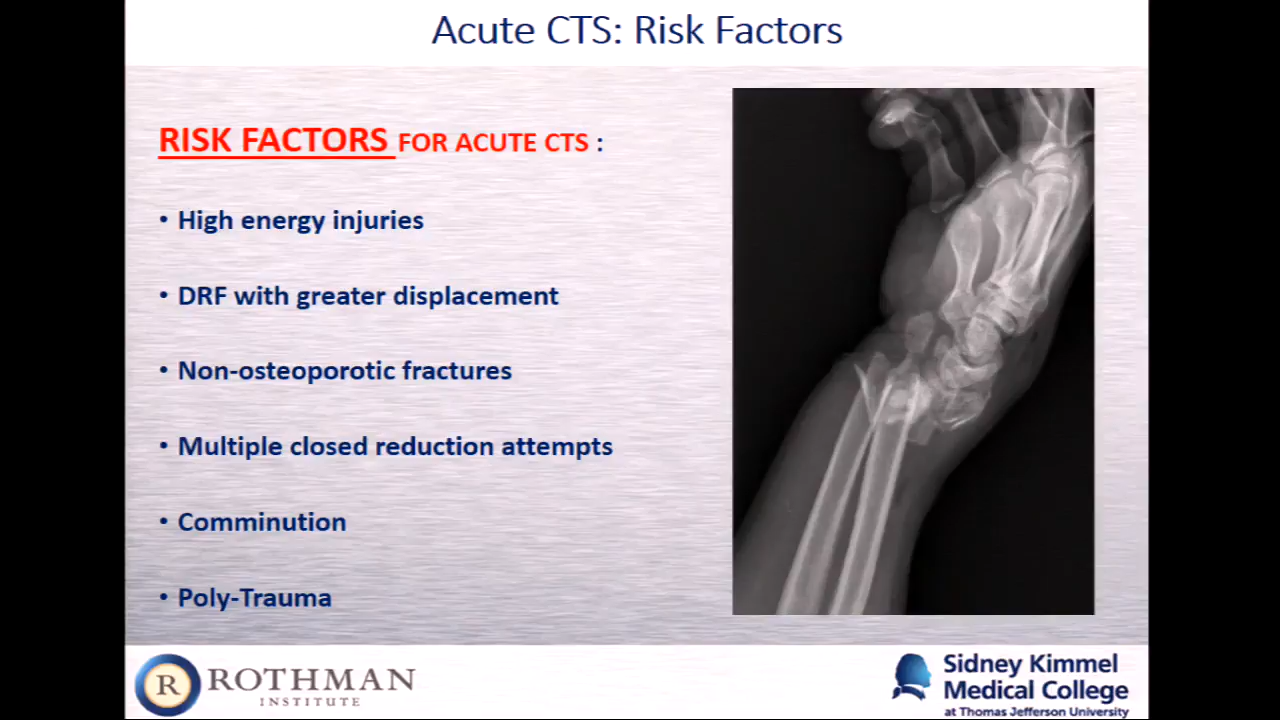 Acute CTS: Risk Factors
RISK FACTORS FOR ACUTE CTS :
• High energy injuries
• DRF with greater displacement
• Non-osteoporotic fractures
• Multiple closed reduction attempts
• Comminution
• Poly-Trauma
R ROTHMAN
INSTITUTE
Sidney Kimmel
Medical College
at Thomas Jefferson University